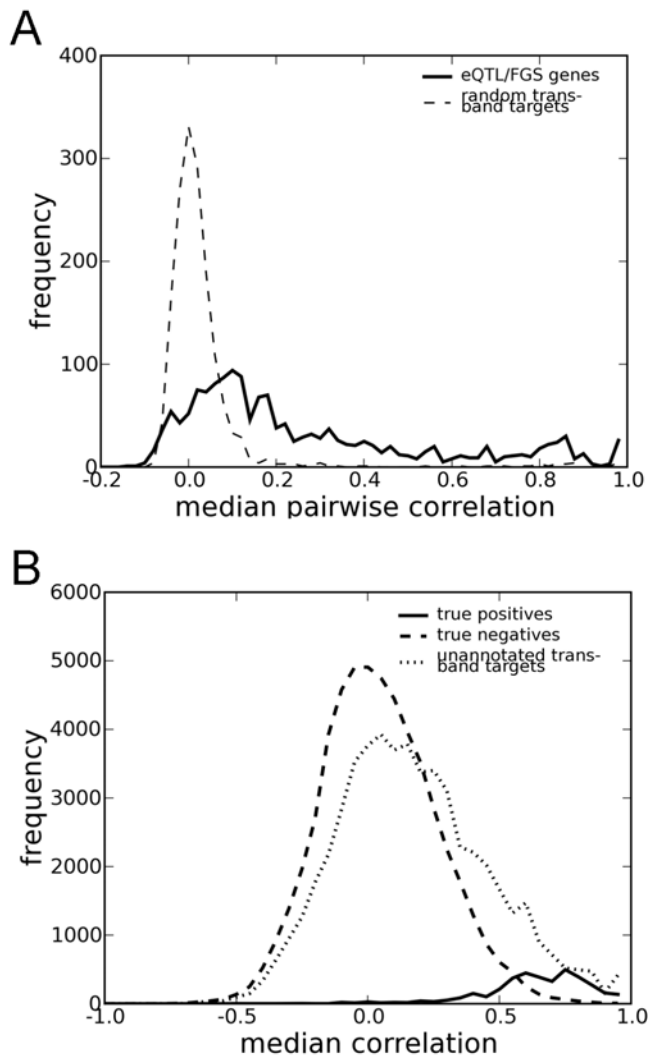 A
400
300
200
100
0
frequency
eQTL/FGS genes
random trans-
band targets
-0.2 0.0 0.2 0.4 0.6 0.8 1.0
median pairwise correlation
B
6000
5000
4000
3000
2000
1000
0
frequency
true positives
true negatives
unannotated trans-
band targets
-1.0 -0.5 0.0 0.5 1.0
median correlation